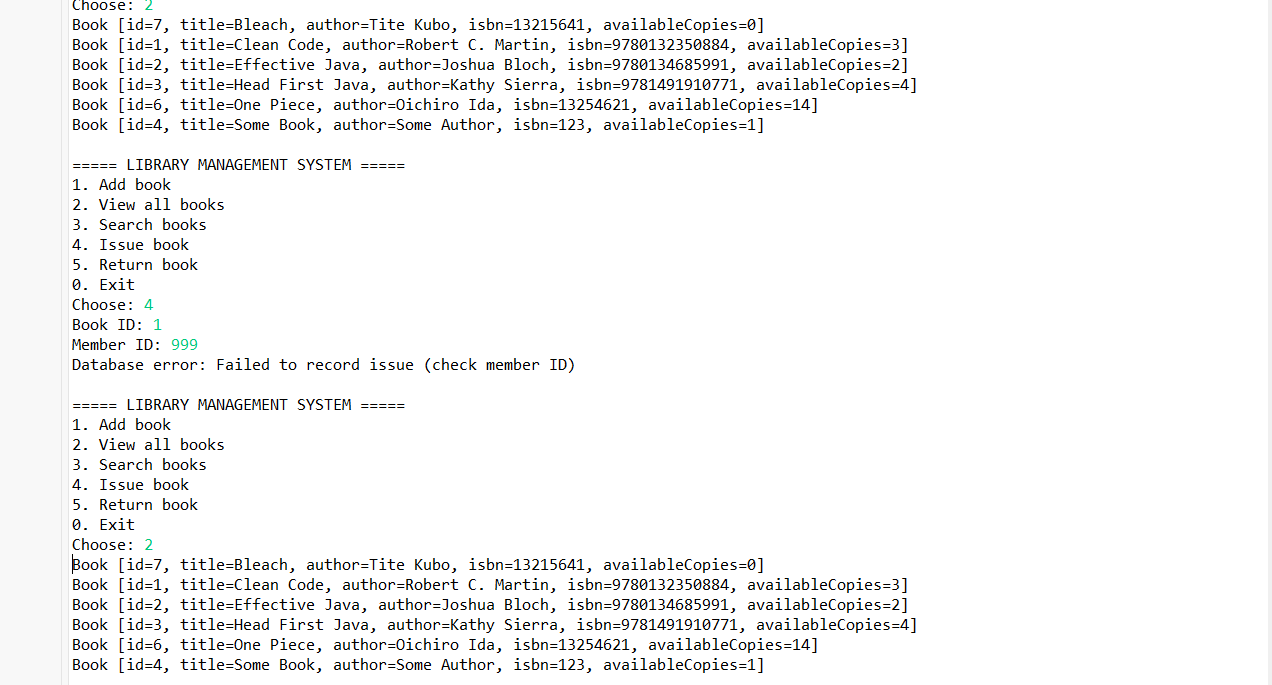 Choose: 2
Book [id=7, title=Bleach, author=Tite Kubo, isbn=13215641, availableCopies=0]
Book [id=1, title=Clean Code, author=Robert C. Martin, isbn=9780132350884, availableCopies=3]
Book [id=2, title=Effective Java, author=Joshua Bloch, isbn=9780134685991, availableCopies=2]
Book [id=3, title=Head First Java, author=Kathy Sierra, isbn=9781491910771, availableCopies=4]
Book [id=6, title=One Piece, author=Oichiro Ida, isbn=13254621, availableCopies=14]
Book [id=4, title=Some Book, author=Some Author, isbn=123, availableCopies=1]
===== LIBRARY MANAGEMENT SYSTEM =====
1. Add book
2. View all books
3. Search books
4. Issue book
5. Return book
0. Exit
Choose: 4
Book ID: 1
Member ID: 999
Database error: Failed to record issue (check member ID)
===== LIBRARY MANAGEMENT SYSTEM =====
1. Add book
2. View all books
3. Search books
4. Issue book
5. Return book
0. Exit
Choose: 2
Book [id=7, title=Bleach, author=Tite Kubo, isbn=13215641, availableCopies=0]
Book [id=1, title=Clean Code, author=Robert C. Martin, isbn=9780132350884, availableCopies=3]
Book [id=2, title=Effective Java, author=Joshua Bloch, isbn=9780134685991, availableCopies=2]
Book [id=3, title=Head First Java, author=Kathy Sierra, isbn=9781491910771, availableCopies=4]
Book [id=6, title=One Piece, author=Oichiro Ida, isbn=13254621, availableCopies=14]
Book [id=4, title=Some Book, author=Some Author, isbn=123, availableCopies=1]